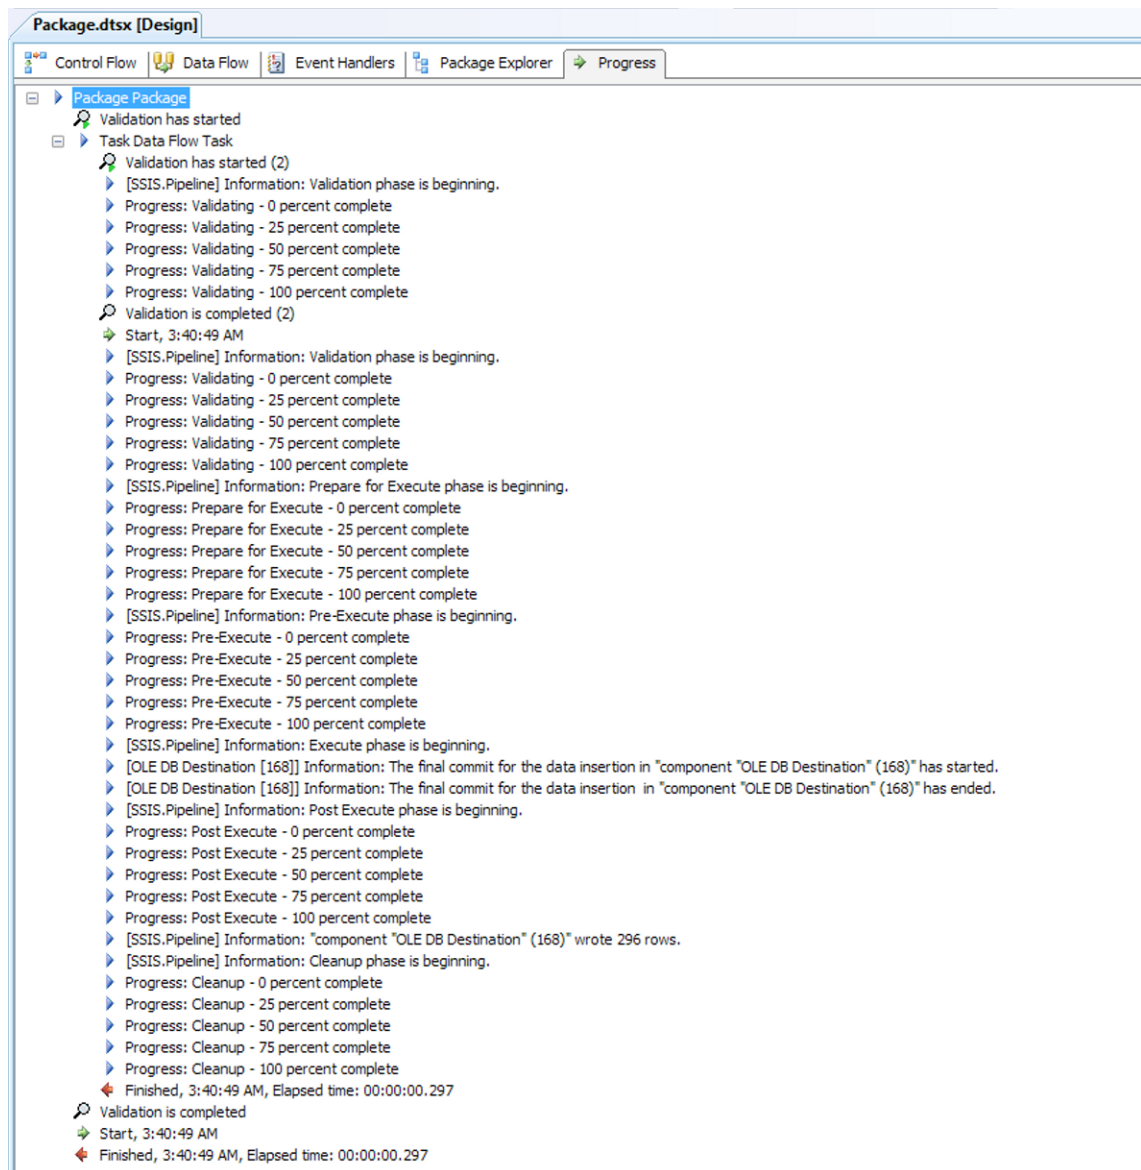 Package.dtsx [Design]
Control Flow Data Flow Event Handlers Package Explorer Progress
Package Package
Validation has started
Task Data Flow Task
Validation has started (2)
[SSIS.Pipeline] Information: Validation phase is beginning.
Progress: Validating - 0 percent complete
Progress: Validating - 25 percent complete
Progress: Validating - 50 percent complete
Progress: Validating - 75 percent complete
Progress: Validating - 100 percent complete
Validation is completed (2)
Start, 3:40:49 AM
[SSIS.Pipeline] Information: Validation phase is beginning.
Progress: Validating - 0 percent complete
Progress: Validating - 25 percent complete
Progress: Validating - 50 percent complete
Progress: Validating - 75 percent complete
Progress: Validating - 100 percent complete
[SSIS.Pipeline] Information: Prepare for Execute phase is beginning.
Progress: Prepare for Execute - 0 percent complete
Progress: Prepare for Execute - 25 percent complete
Progress: Prepare for Execute - 50 percent complete
Progress: Prepare for Execute - 75 percent complete
Progress: Prepare for Execute - 100 percent complete
[SSIS.Pipeline] Information: Pre-Execute phase is beginning.
Progress: Pre-Execute - 0 percent complete
Progress: Pre-Execute - 25 percent complete
Progress: Pre-Execute - 50 percent complete
Progress: Pre-Execute - 75 percent complete
Progress: Pre-Execute - 100 percent complete
[SSIS.Pipeline] Information: Execute phase is beginning.
[OLE DB Destination [168]] Information: The final commit for the data insertion in "component "OLE DB Destination" (168)" has started.
[OLE DB Destination [168]] Information: The final commit for the data insertion  in "component "OLE DB Destination" (168)" has ended.
[SSIS.Pipeline] Information: Post Execute phase is beginning.
Progress: Post Execute - 0 percent complete
Progress: Post Execute - 25 percent complete
Progress: Post Execute - 50 percent complete
Progress: Post Execute - 75 percent complete
Progress: Post Execute - 100 percent complete
[SSIS.Pipeline] Information: "component "OLE DB Destination" (168)" wrote 296 rows.
[SSIS.Pipeline] Information: Cleanup phase is beginning.
Progress: Cleanup - 0 percent complete
Progress: Cleanup - 25 percent complete
Progress: Cleanup - 50 percent complete
Progress: Cleanup - 75 percent complete
Progress: Cleanup - 100 percent complete
Finished, 3:40:49 AM, Elapsed time: 00:00:00.297
Validation is completed
Start, 3:40:49 AM
Finished, 3:40:49 AM, Elapsed time: 00:00:00.297